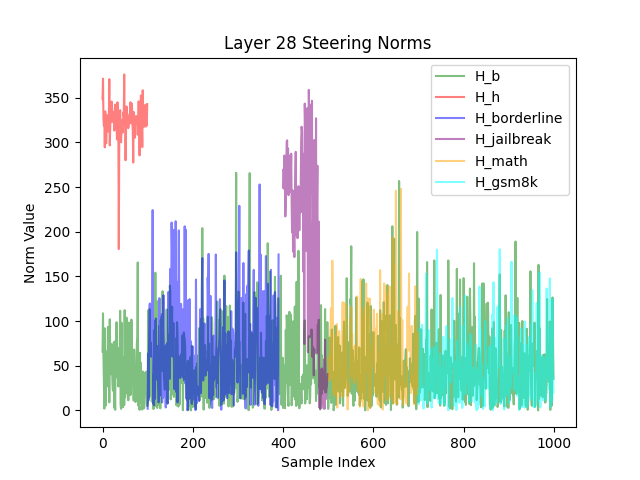 Layer 28 Steering Norms
Norm Value
350
300
250
200
150
100
50
0
0
200
400
600
800
1000
Sample Index
H_b
H_h
H_borderline
H_jailbreak
H_math
H_gsm8k